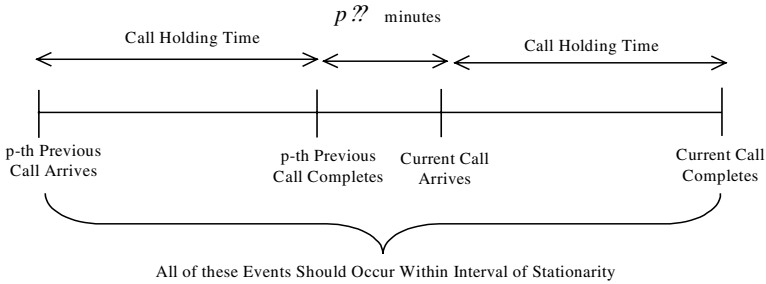 p ?? minutes
Call Holding Time
Call Holding Time
p-th Previous
Call Arrives
p-th Previous
Call Completes
Current Call
Arrives
Current Call
Completes
All of these Events Should Occur Within Interval of Stationarity